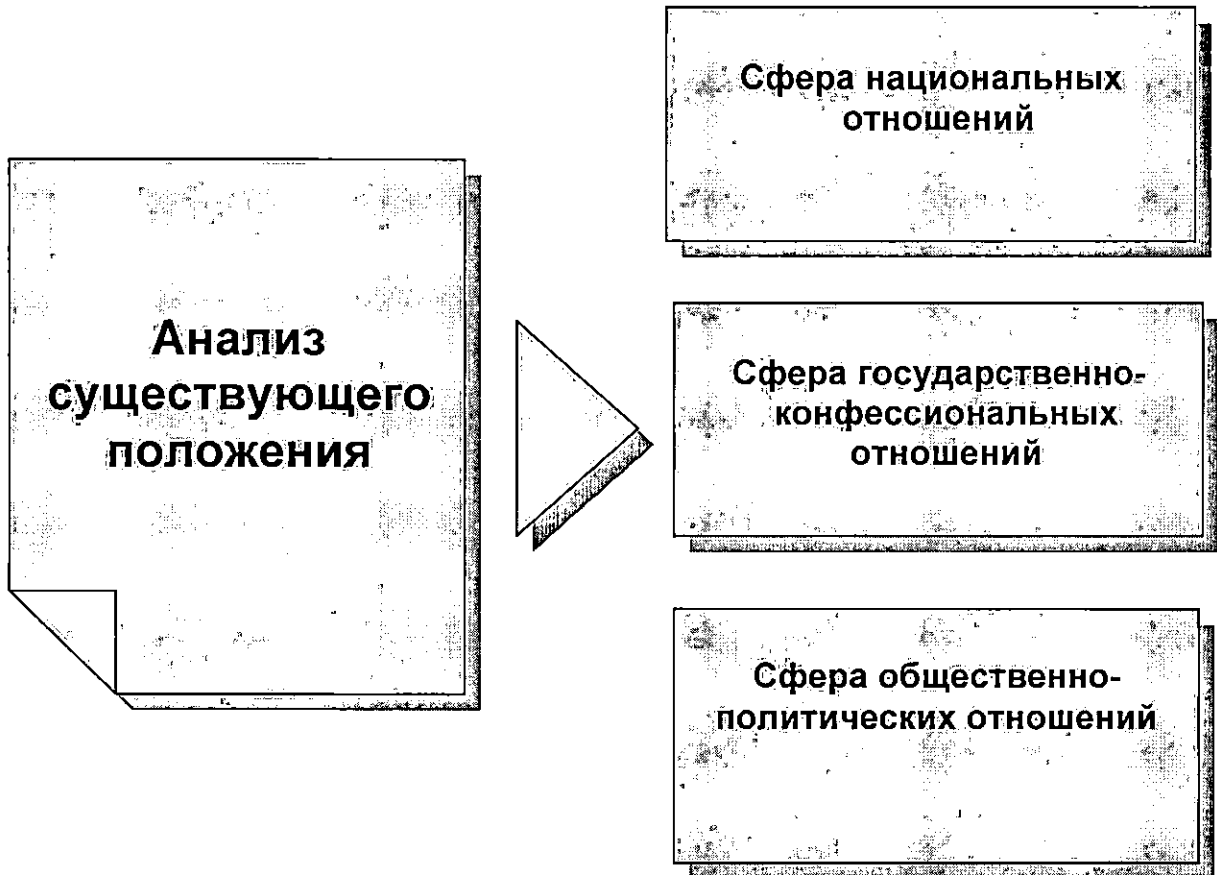 Анализ
существующего
положения
Сфера национальных
отношений
Сфера государственно-
конфессиональных
отношений
Сфера общественно-
политических отношений